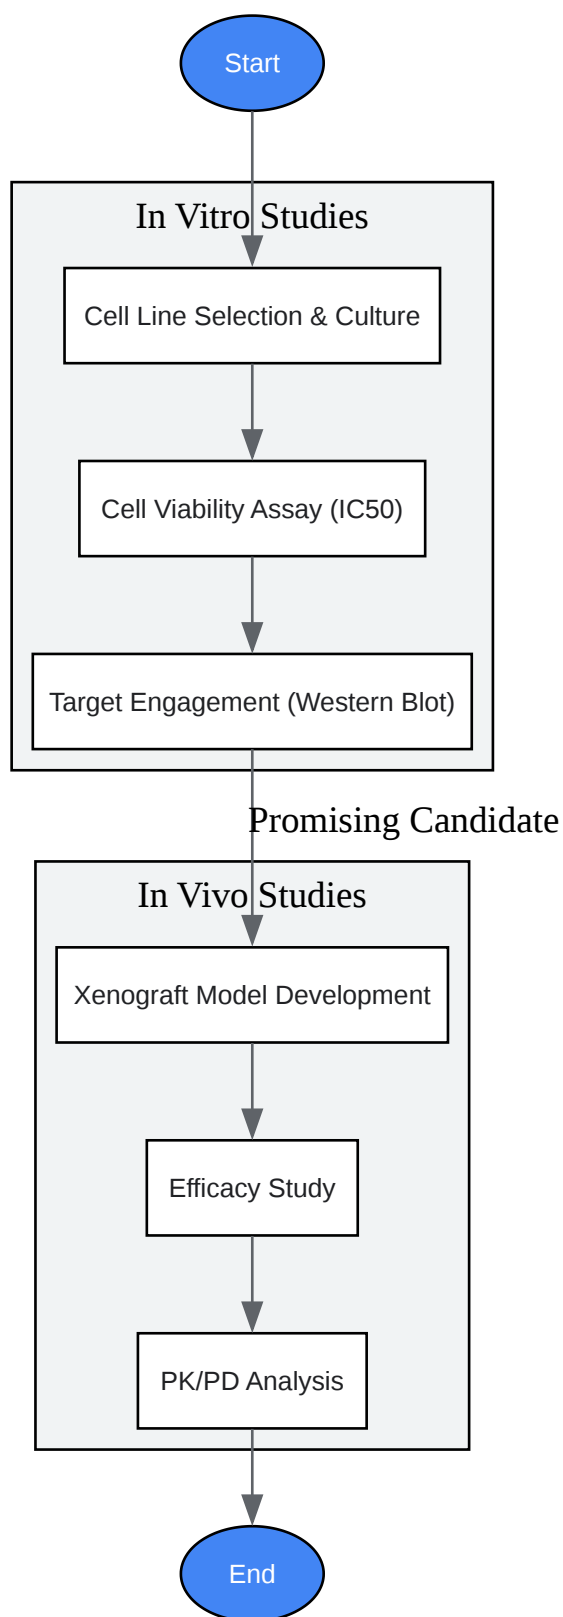 Start
In Vitro Studies
Cell Line Selection & Culture
Cell Viability Assay (IC50)
Target Engagement (Western Blot)
Promising Candidate
In Vivo Studies
Xenograft Model Development
Efficacy Study
PK/PD Analysis
End